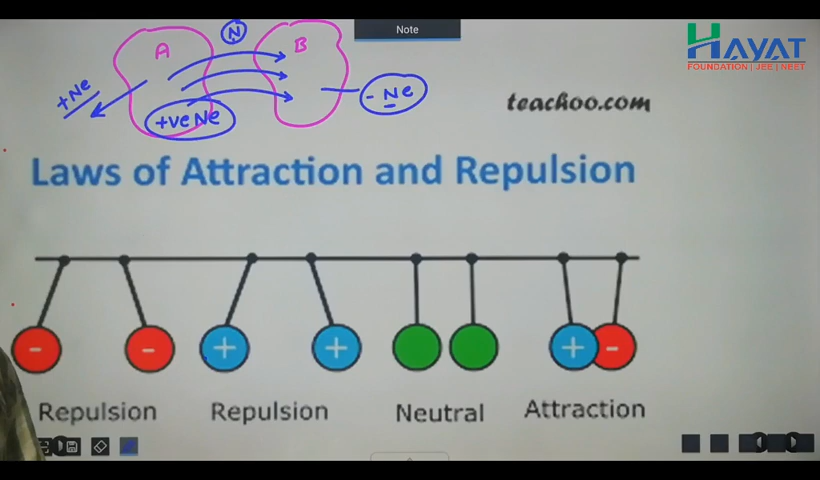 Note
HAYAT
FOUNDATION | JEE | NEET
A
N
B
+Ne
+ve Ne
- Ne
teachoo.com
Laws of Attraction and Repulsion
- - + + + -
Repulsion Repulsion Neutral Attraction